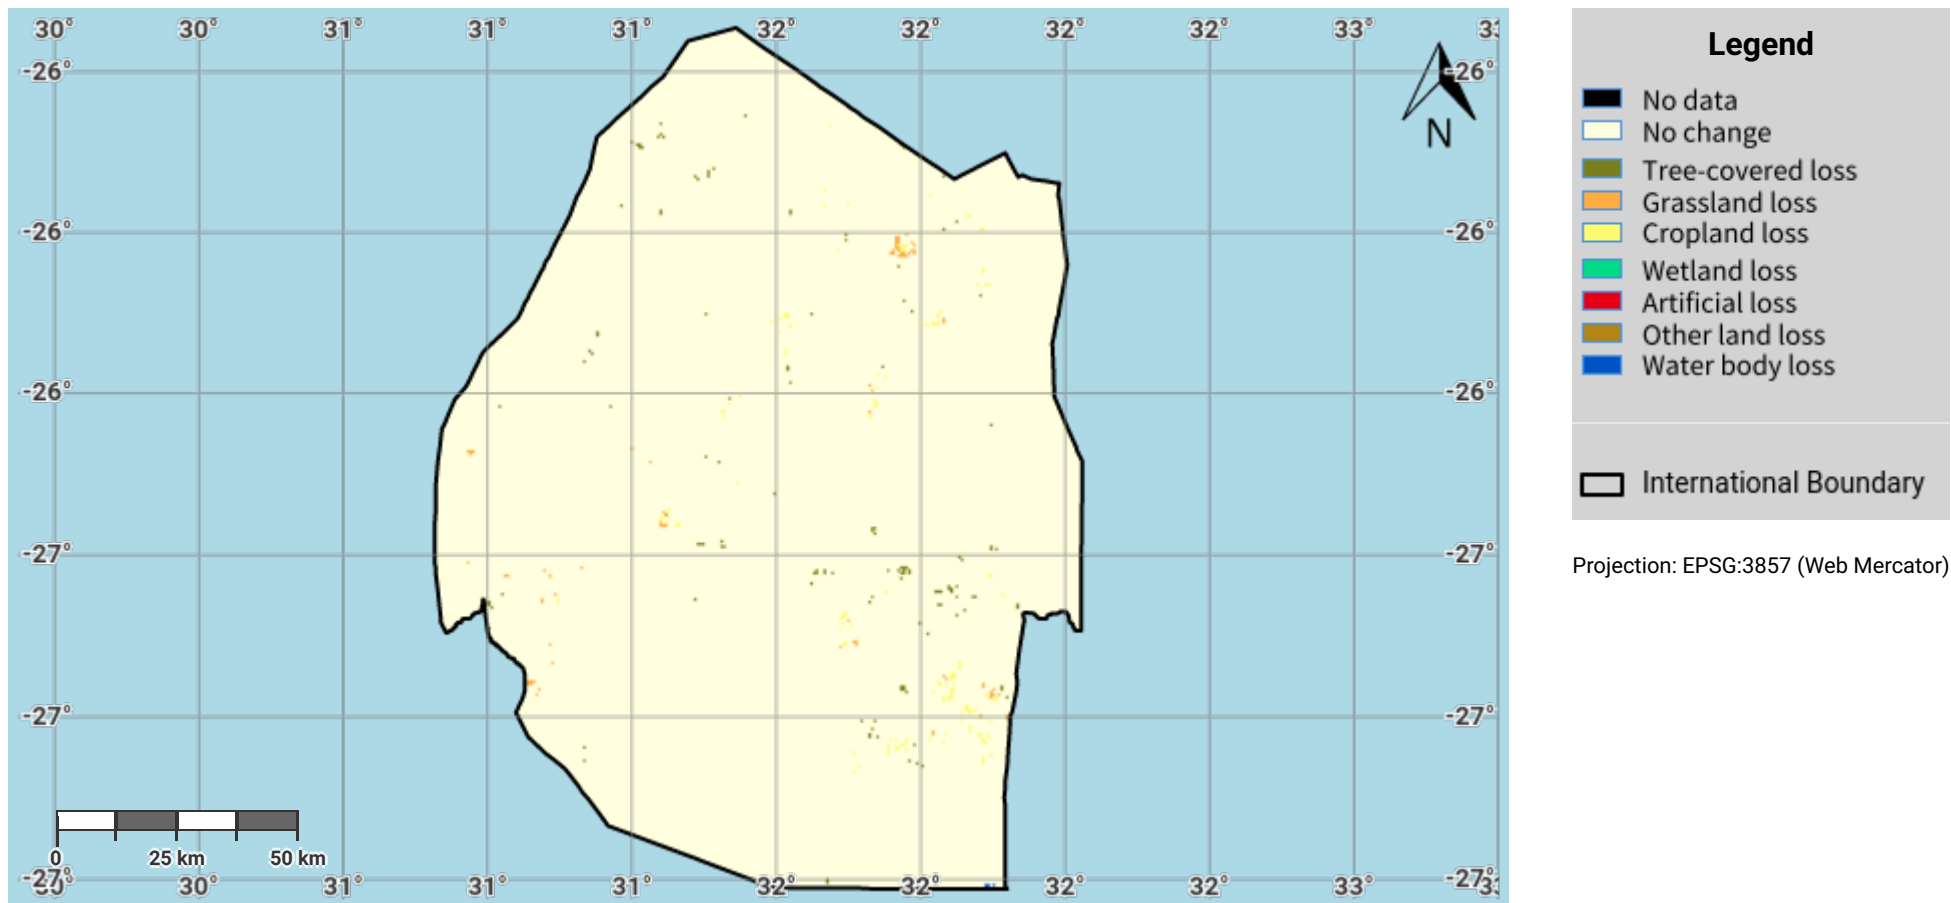 30° 30° 31° 31° 31° 32° 32° 32° 32° 33°
-26° -26°
-26° -26°
-26° -26°
-27° -27°
-27° -27°
-27° -27°
30° 31° 31° 31° 32° 32° 32° 32° 33°
N
0 25 km 50 km
Legend
No data
No change
Tree-covered loss
Grassland loss
Cropland loss
Wetland loss
Artificial loss
Other land loss
Water body loss
International Boundary
Projection: EPSG:3857 (Web Mercator)